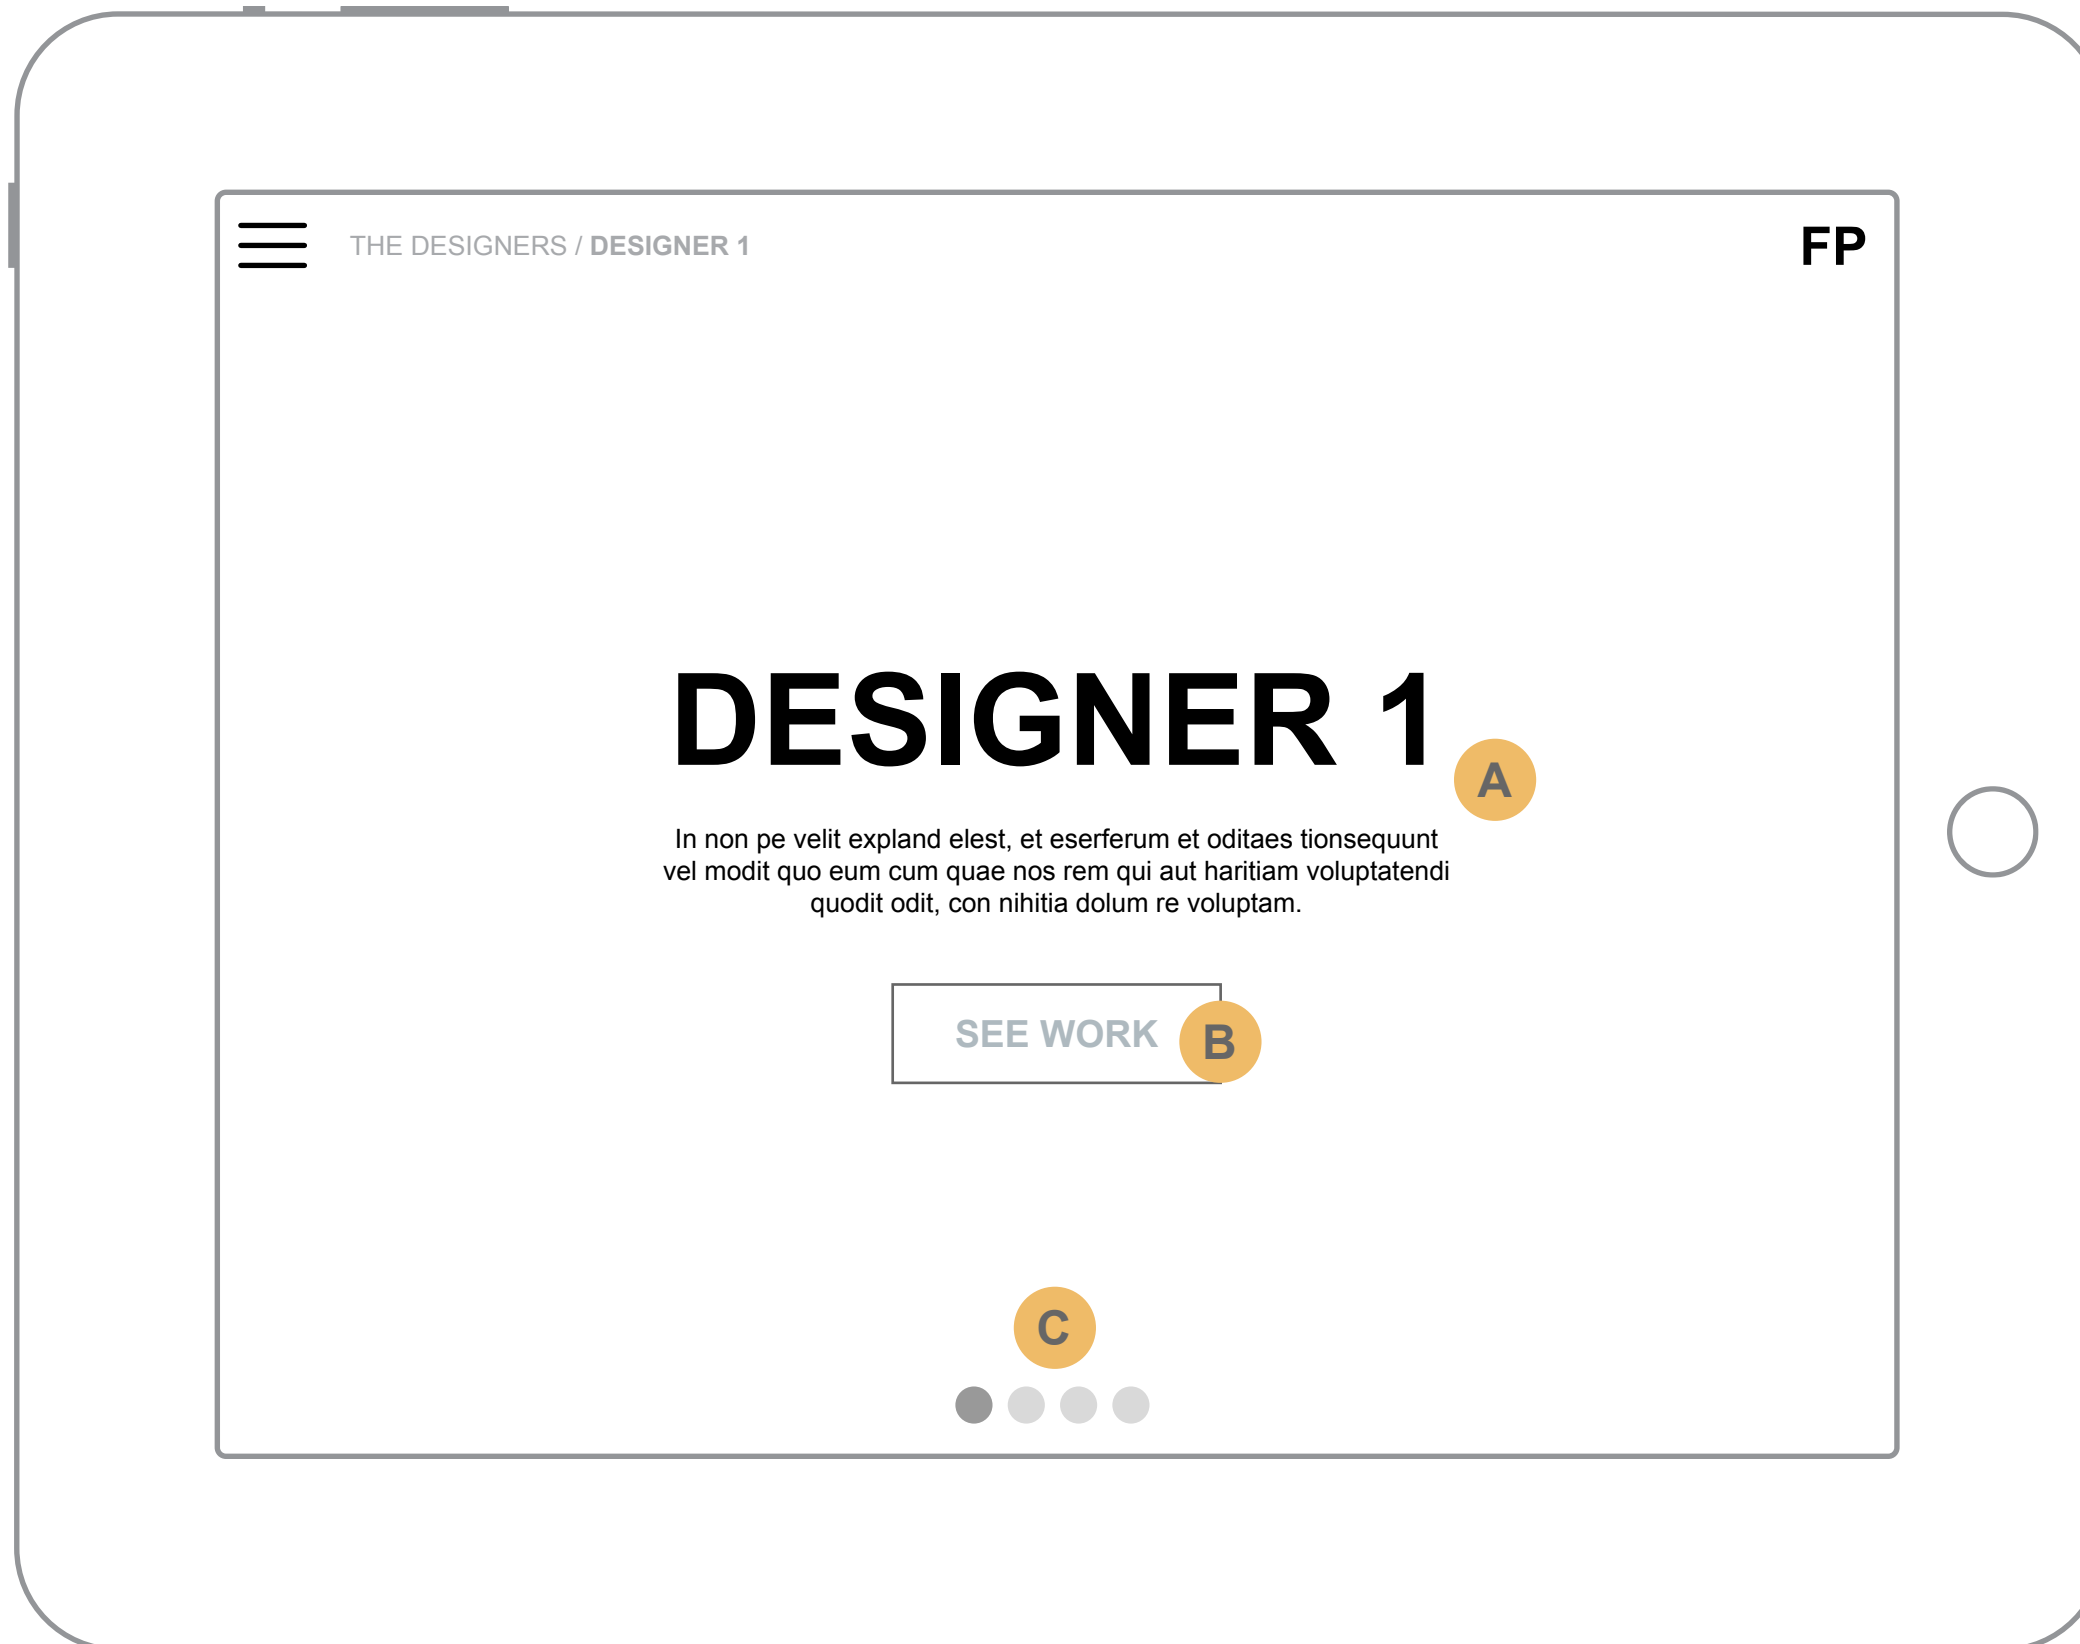 THE DESIGNERS / DESIGNER 1
FP
DESIGNER 1
A
In non pe velit expland elest, et eserferum et oditaes tionsequunt
vel modit quo eum cum quae nos rem qui aut haritiam voluptatendi
quodit odit, con nihitia dolum re voluptam.
SEE WORK
B
C